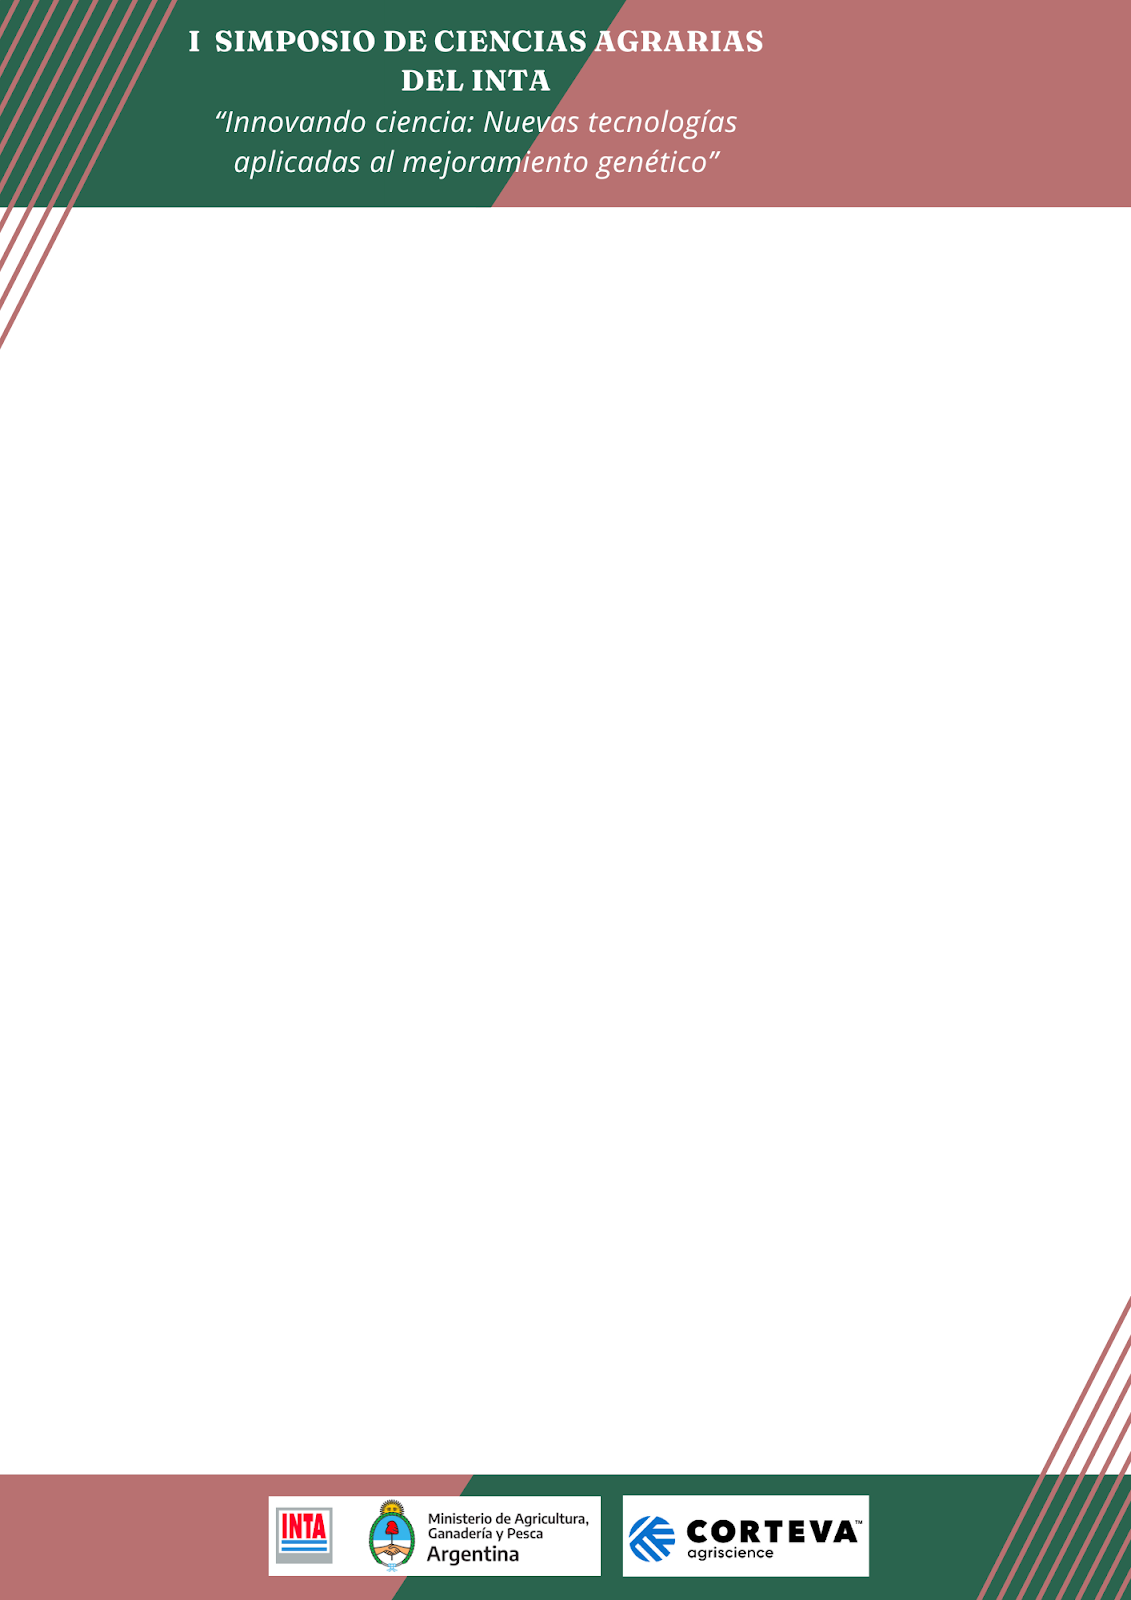 I  SIMPOSIO DE CIENCIAS AGRARIAS
DEL INTA
“Innovando ciencia: Nuevas tecnologías
aplicadas al mejoramiento genético”
INTA
Ministerio de Agricultura,
Ganadería y Pesca
Argentina
CORTEVA™
agriscience